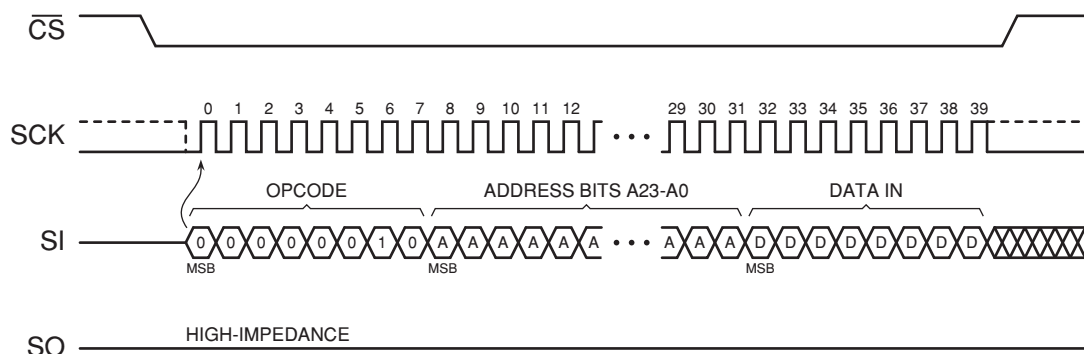 CS
0 1 2 3 4 5 6 7 8 9 10 11 12 29 30 31 32 33 34 35 36 37 38 39
SCK
OPCODE ADDRESS BITS A23-A0 DATA IN
SI 0 0 0 0 0 0 1 0 A A A A A A A A A D D D D D D D D
MSB MSB MSB
HIGH-IMPEDANCE
SO